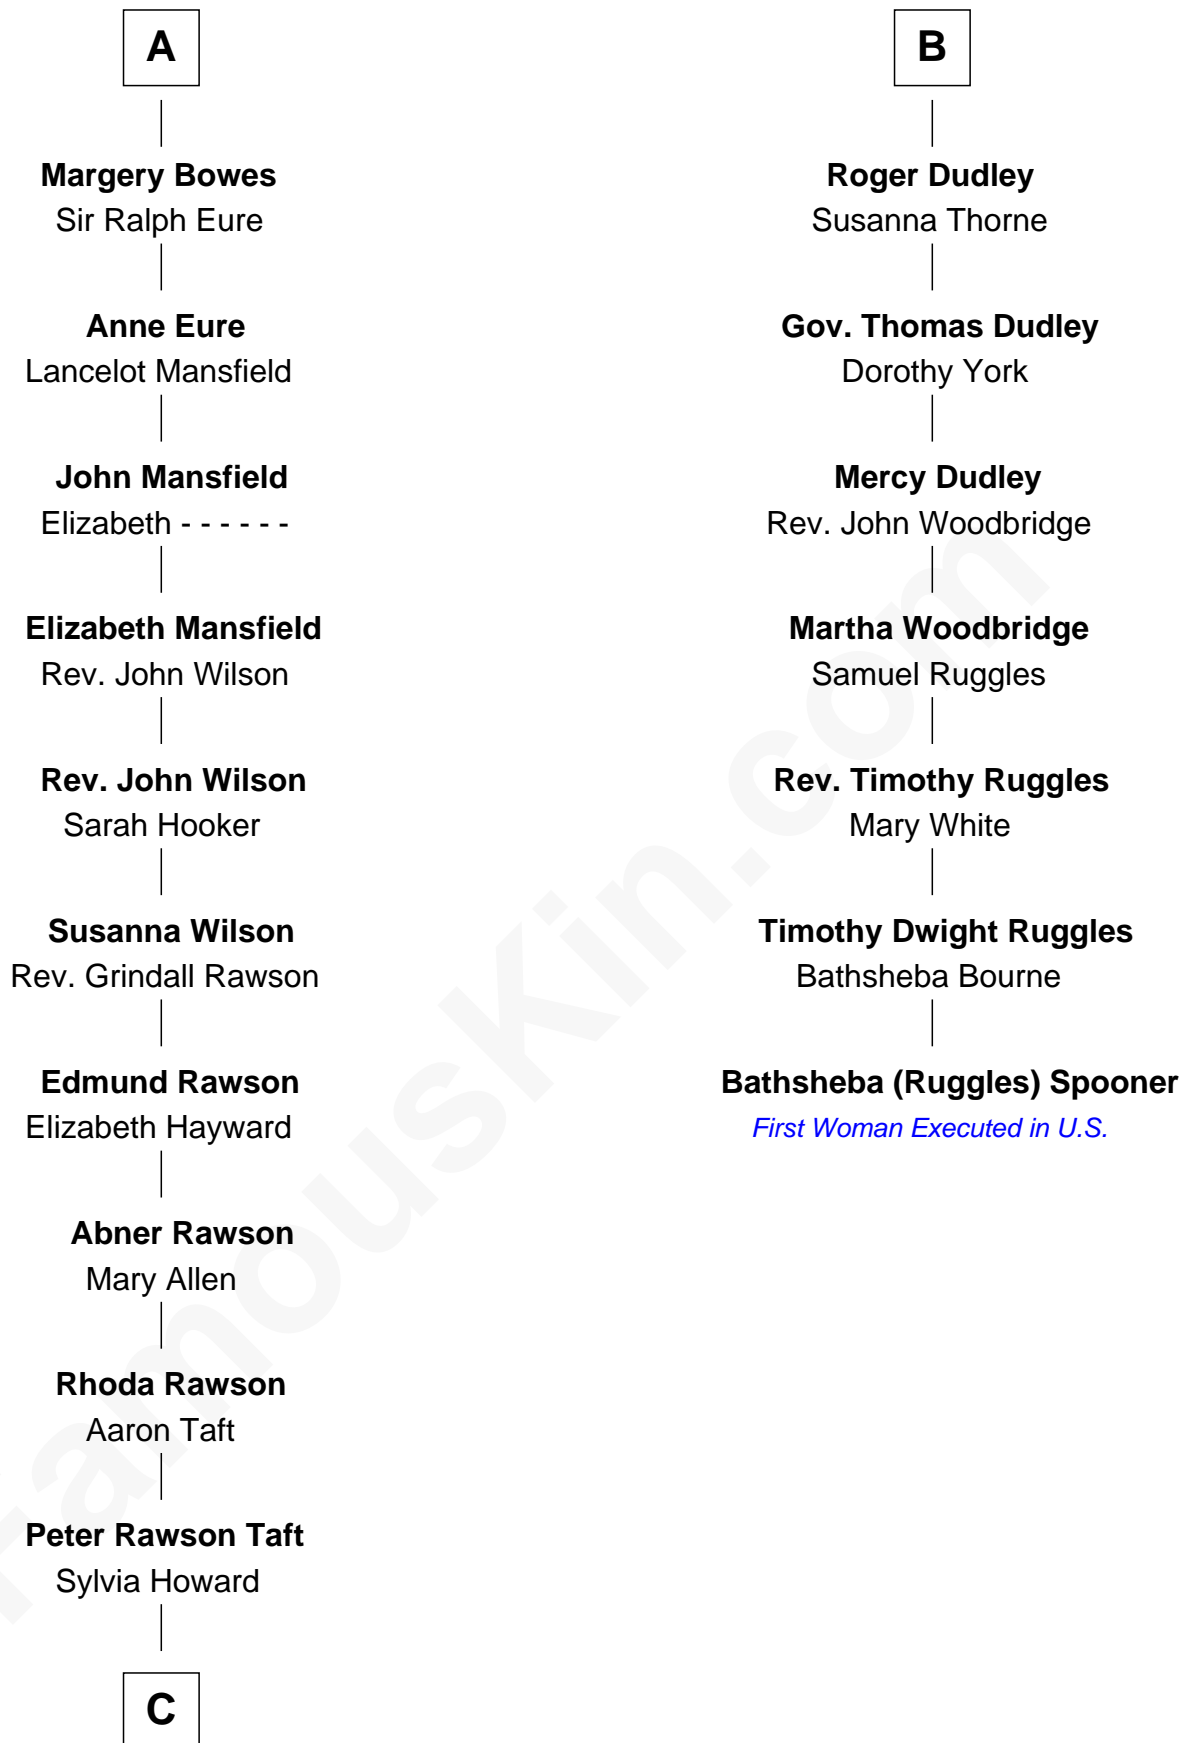 A
Margery Bowes
Sir Ralph Eure
Anne Eure
Lancelot Mansfield
John Mansfield
Elizabeth - - - - - -
Elizabeth Mansfield
Rev. John Wilson
Rev. John Wilson
Sarah Hooker
Susanna Wilson
Rev. Grindall Rawson
Edmund Rawson
Elizabeth Hayward
Abner Rawson
Mary Allen
Rhoda Rawson
Aaron Taft
Peter Rawson Taft
Sylvia Howard
C
B
Roger Dudley
Susanna Thorne
Gov. Thomas Dudley
Dorothy York
Mercy Dudley
Rev. John Woodbridge
Martha Woodbridge
Samuel Ruggles
Rev. Timothy Ruggles
Mary White
Timothy Dwight Ruggles
Bathsheba Bourne
Bathsheba (Ruggles) Spooner
First Woman Executed in U.S.
FamousKin.com